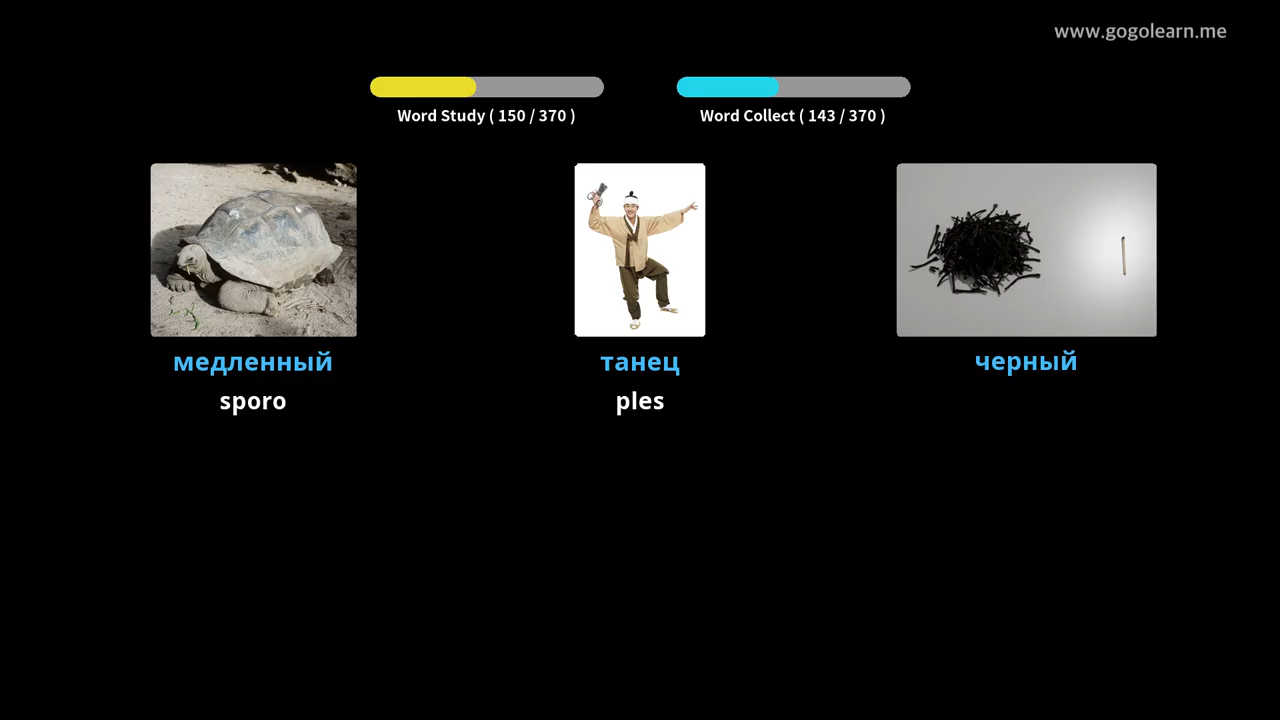 www.gogolearn.me
Word Study ( 150 / 370 )
Word Collect ( 143 / 370 )
медленный
танец
черный
sporo
ples